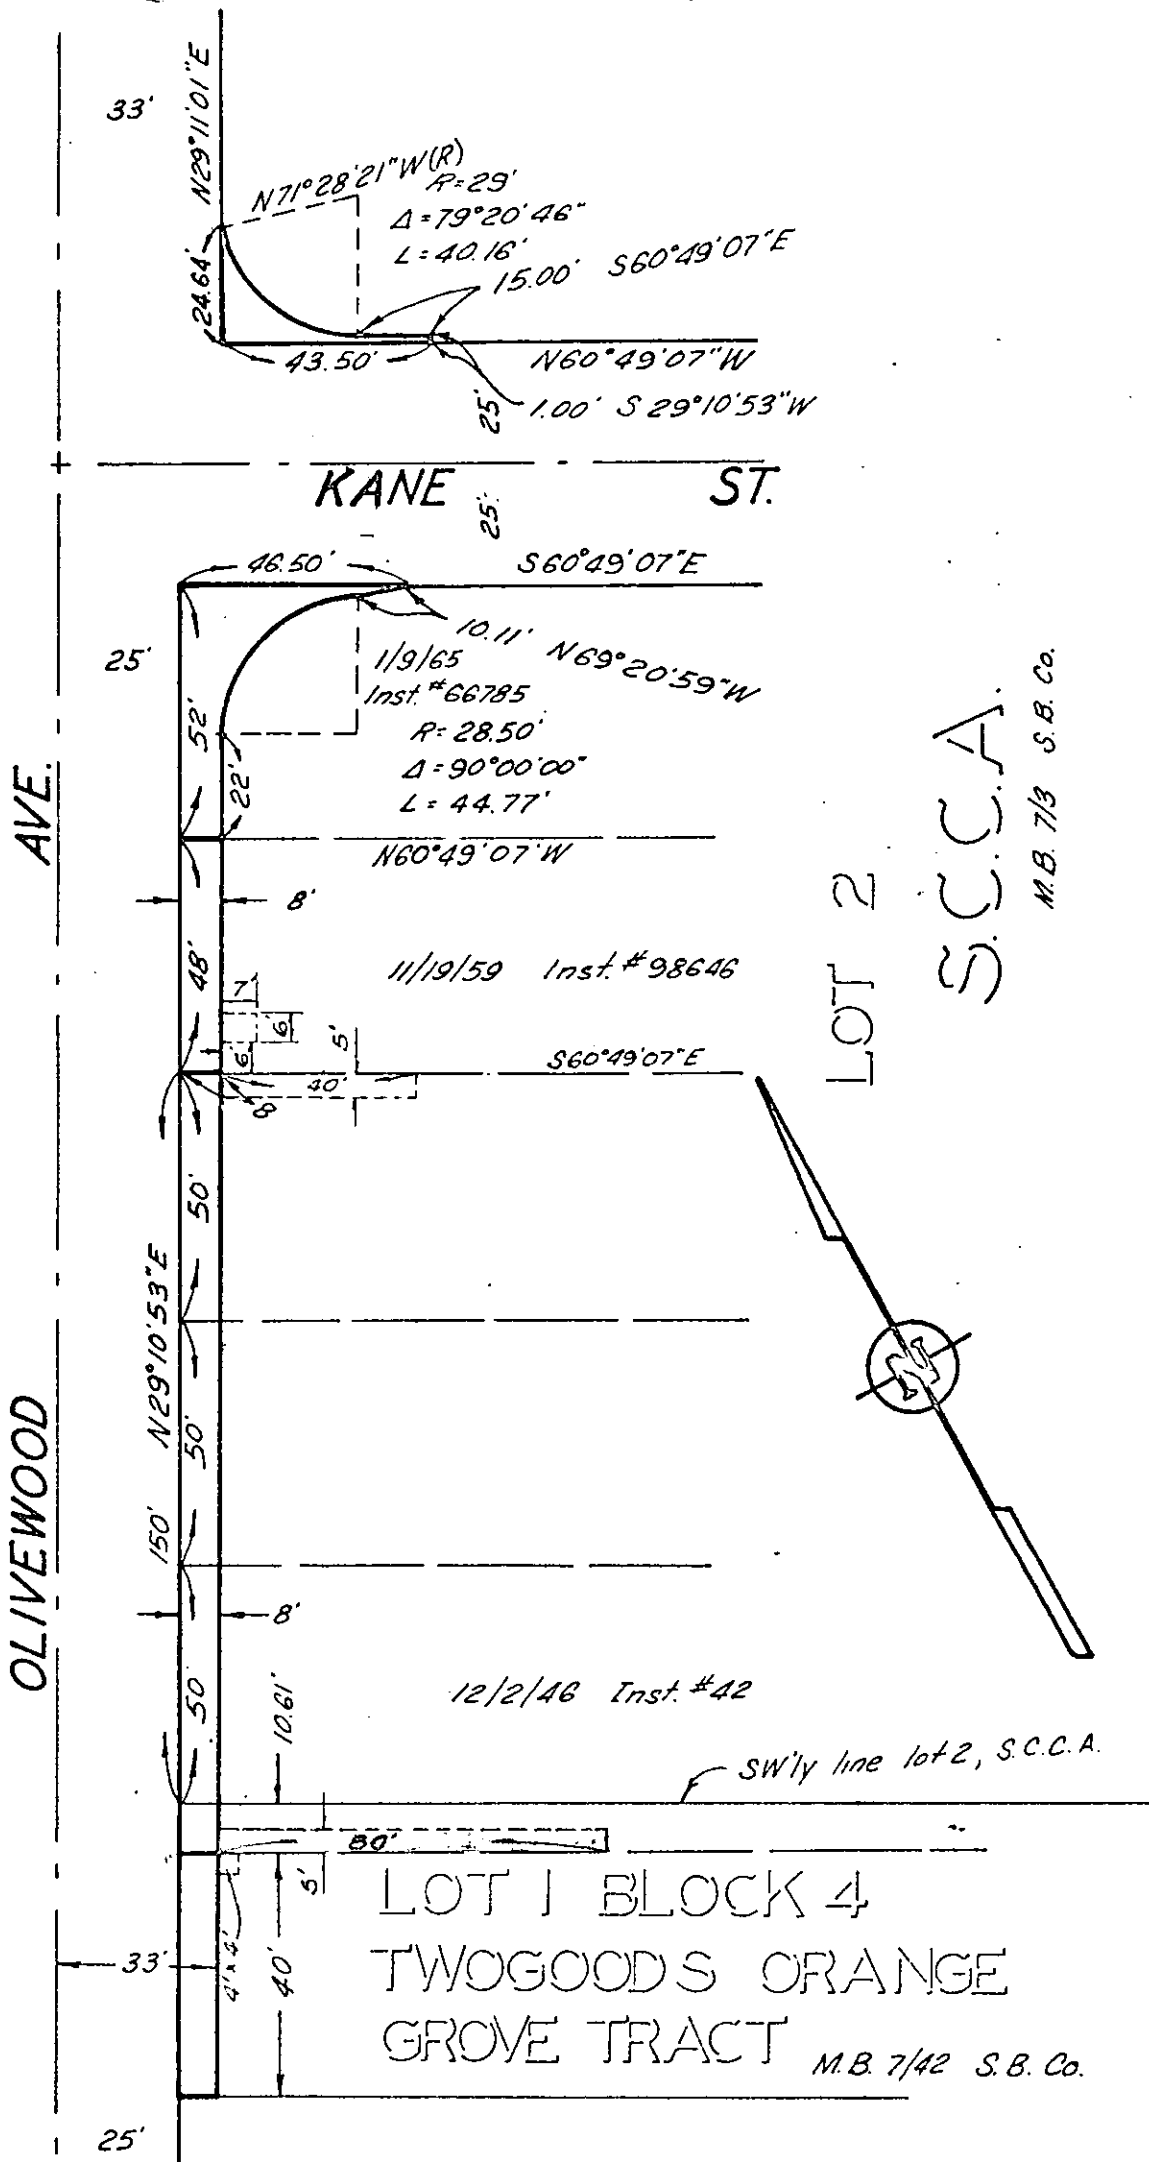 33'
N29°11'01"E
N71°28'21"W(R)
R=29'
Δ=79°20'46"
L=40.16'
15.00' S60°49'07"E
24.64'
43.50'
N60°49'07"W
1.00' S29°10'53"W
25'
KANE ST.
25'
46.50'
S60°49'07"E
10.11' N69°20'59"W
25'
1/9/65
Inst. #66785
R=28.50'
Δ=90°00'00"
L=44.77'
52'
22'
N60°49'07"W
8'
11/19/59 Inst. #98646
48'
7'
6'
6'
5'
S60°49'07"E
40'
8'
LOT 2
S.C.C.A.
M.B. 7/3 S.B. Co.
OLIVEWOOD AVE.
50'
N29°10'53"E
150'
50'
N
8'
50'
10.61'
12/2/46 Inst. #42
SW'ly line lot 2, S.C.C.A.
80'
5'
LOT 1 BLOCK 4
TWOGOODS ORANGE
GROVE TRACT
M.B. 7/42 S.B. Co.
33'
4'x4'
40'
25'